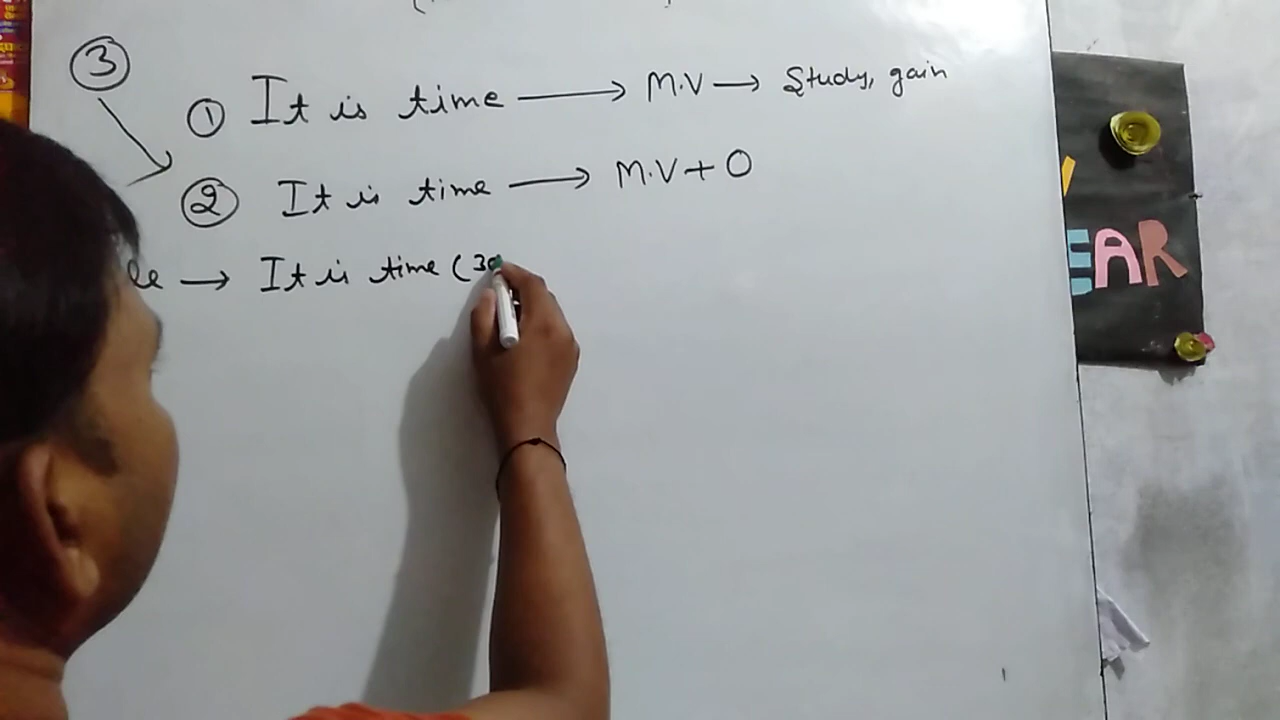 ③
① It is time → M.V → Study, gain
② It is time → M.V + O
→ It is time (
EAR